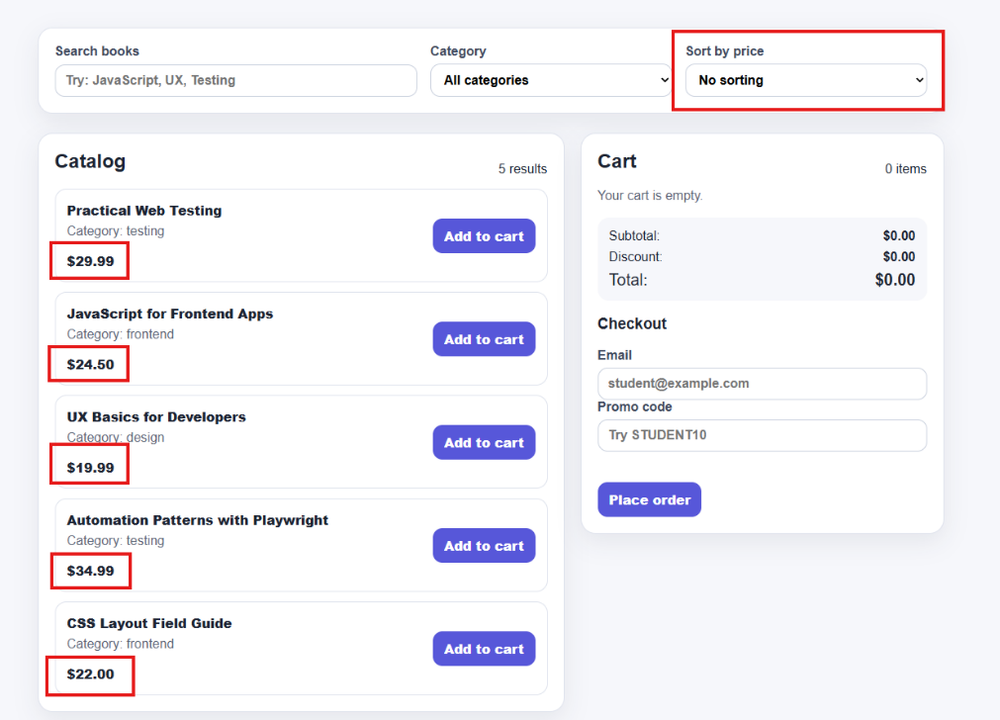 Search books
Try: JavaScript, UX, Testing
Category
All categories
Sort by price
No sorting
Catalog
5 results
Practical Web Testing
Category: testing
$29.99
Add to cart
JavaScript for Frontend Apps
Category: frontend
$24.50
Add to cart
UX Basics for Developers
Category: design
$19.99
Add to cart
Automation Patterns with Playwright
Category: testing
$34.99
Add to cart
CSS Layout Field Guide
Category: frontend
$22.00
Add to cart
Cart
0 items
Your cart is empty.
Subtotal: $0.00
Discount: $0.00
Total: $0.00
Checkout
Email
student@example.com
Promo code
Try STUDENT10
Place order